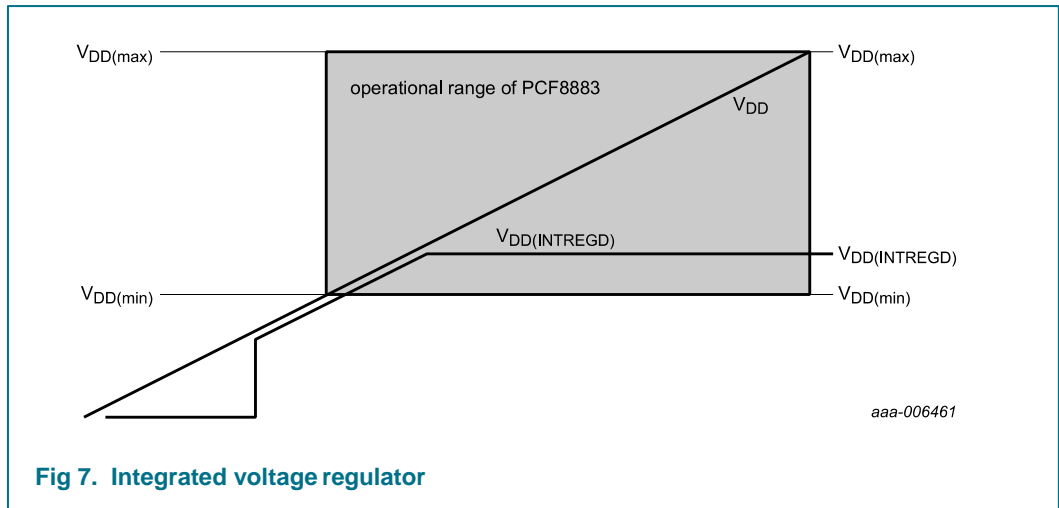 VDD(max)
VDD(max)
operational range of PCF8883
VDD
VDD(INTREGD)
VDD(INTREGD)
VDD(min)
VDD(min)
aaa-006461
Fig 7. Integrated voltage regulator